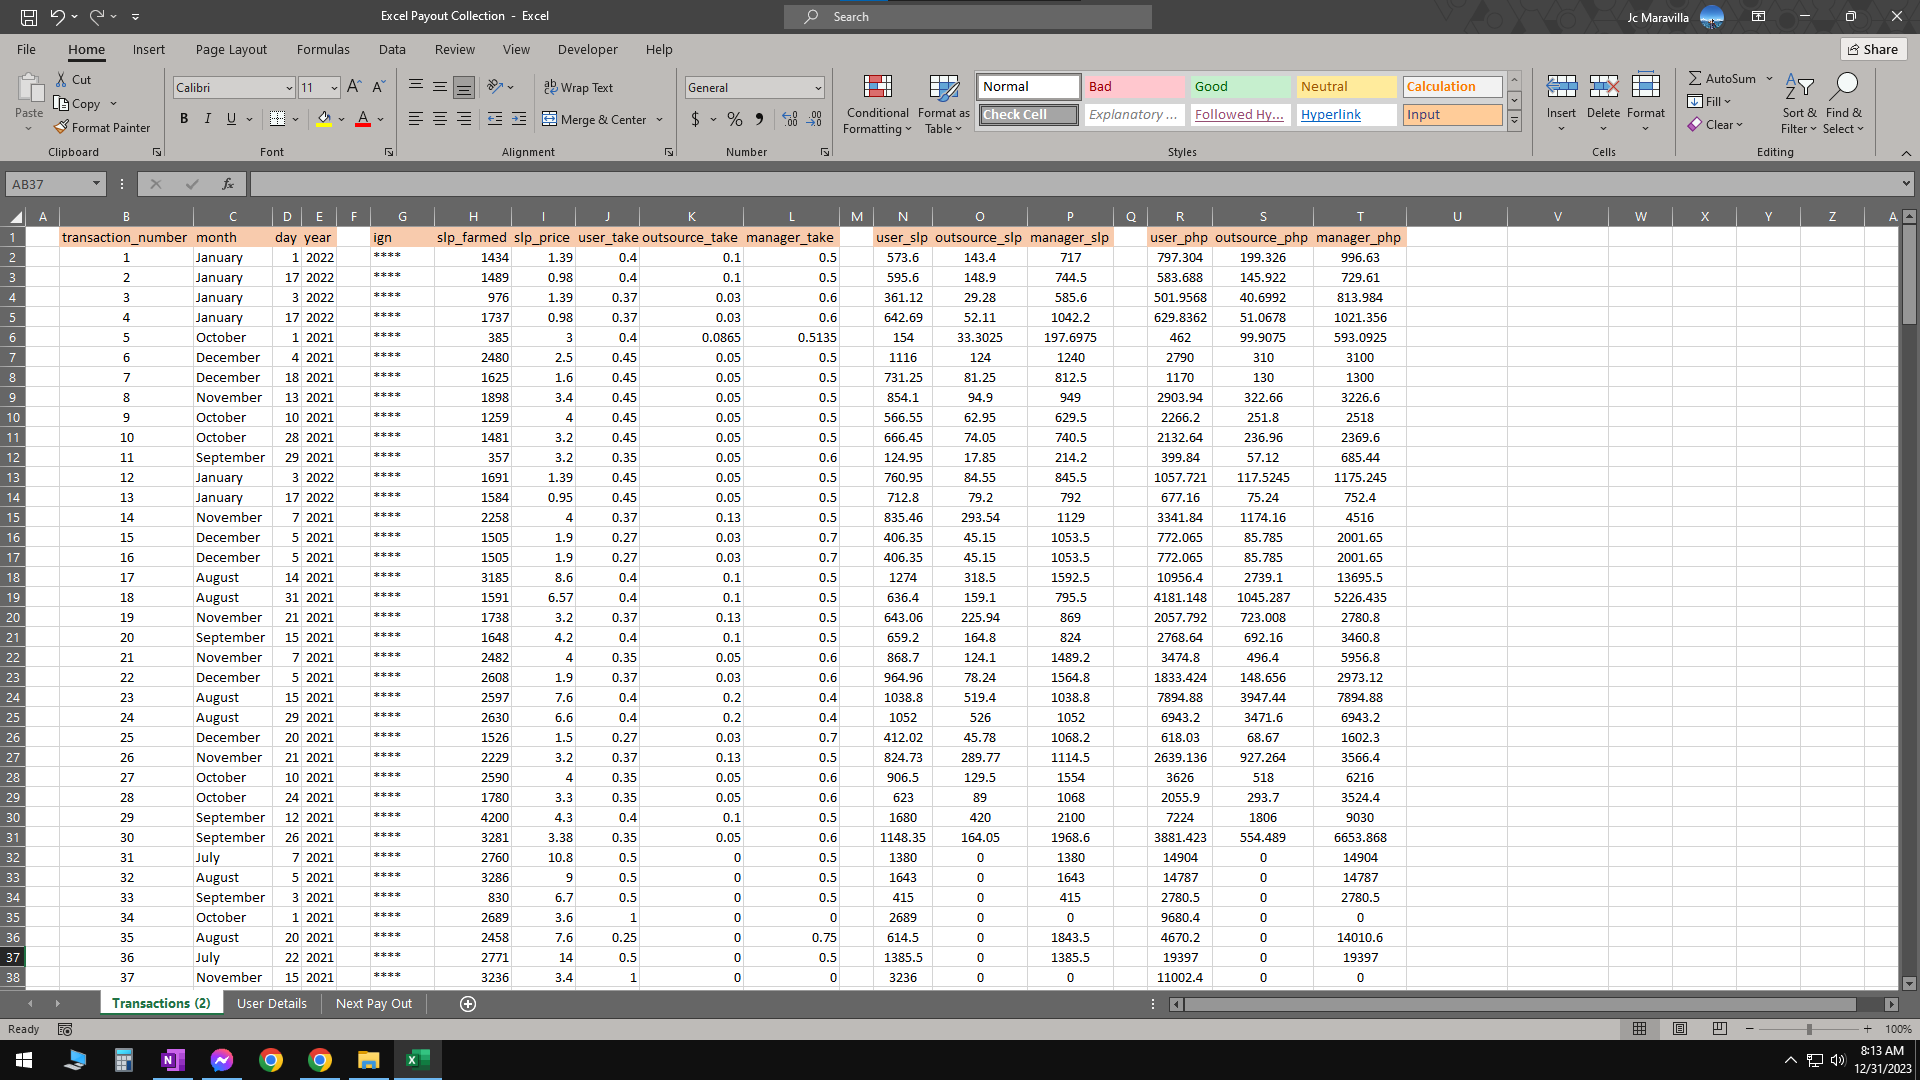 Excel Payout Collection - Excel
Search
Jc Maravilla
File Home Insert Page Layout Formulas Data Review View Developer Help
Share
Paste
Cut
Copy
Format Painter
Clipboard
Calibri 11
B I U
Font
Wrap Text
Merge & Center
Alignment
General
$ % ,
Number
Conditional Formatting
Format as Table
Normal Bad Good Neutral Calculation
Check Cell Explanatory ... Followed Hy... Hyperlink Input
Styles
Insert Delete Format
Cells
AutoSum
Fill
Clear
Sort & Filter
Find & Select
Editing
AB37 fx
A B C D E F G H I J K L M N O P Q R S T U V W X Y Z A
1 transaction_number month day year ign slp_farmed slp_price user_take outsource_take manager_take user_slp outsource_slp manager_slp user_php outsource_php manager_php
2 1 January 1 2022 **** 1434 1.39 0.4 0.1 0.5 573.6 143.4 717 797.304 199.326 996.63
3 2 January 17 2022 **** 1489 0.98 0.4 0.1 0.5 595.6 148.9 744.5 583.688 145.922 729.61
4 3 January 3 2022 **** 976 1.39 0.37 0.03 0.6 361.12 29.28 585.6 501.9568 40.6992 813.984
5 4 January 17 2022 **** 1737 0.98 0.37 0.03 0.6 642.69 52.11 1042.2 629.8362 51.0678 1021.356
6 5 October 1 2021 **** 385 3 0.4 0.0865 0.5135 154 33.3025 197.6975 462 99.9075 593.0925
7 6 December 4 2021 **** 2480 2.5 0.45 0.05 0.5 1116 124 1240 2790 310 3100
8 7 December 18 2021 **** 1625 1.6 0.45 0.05 0.5 731.25 81.25 812.5 1170 130 1300
9 8 November 13 2021 **** 1898 3.4 0.45 0.05 0.5 854.1 94.9 949 2903.94 322.66 3226.6
10 9 October 10 2021 **** 1259 4 0.45 0.05 0.5 566.55 62.95 629.5 2266.2 251.8 2518
11 10 October 28 2021 **** 1481 3.2 0.45 0.05 0.5 666.45 74.05 740.5 2132.64 236.96 2369.6
12 11 September 29 2021 **** 357 3.2 0.35 0.05 0.6 124.95 17.85 214.2 399.84 57.12 685.44
13 12 January 3 2022 **** 1691 1.39 0.45 0.05 0.5 760.95 84.55 845.5 1057.721 117.5245 1175.245
14 13 January 17 2022 **** 1584 0.95 0.45 0.05 0.5 712.8 79.2 792 677.16 75.24 752.4
15 14 November 7 2021 **** 2258 4 0.37 0.13 0.5 835.46 293.54 1129 3341.84 1174.16 4516
16 15 December 5 2021 **** 1505 1.9 0.27 0.03 0.7 406.35 45.15 1053.5 772.065 85.785 2001.65
17 16 December 5 2021 **** 1505 1.9 0.27 0.03 0.7 406.35 45.15 1053.5 772.065 85.785 2001.65
18 17 August 14 2021 **** 3185 8.6 0.4 0.1 0.5 1274 318.5 1592.5 10956.4 2739.1 13695.5
19 18 August 31 2021 **** 1591 6.57 0.4 0.1 0.5 636.4 159.1 795.5 4181.148 1045.287 5226.435
20 19 November 21 2021 **** 1738 3.2 0.37 0.13 0.5 643.06 225.94 869 2057.792 723.008 2780.8
21 20 September 15 2021 **** 1648 4.2 0.4 0.1 0.5 659.2 164.8 824 2768.64 692.16 3460.8
22 21 November 7 2021 **** 2482 4 0.35 0.05 0.6 868.7 124.1 1489.2 3474.8 496.4 5956.8
23 22 December 5 2021 **** 2608 1.9 0.37 0.03 0.6 964.96 78.24 1564.8 1833.424 148.656 2973.12
24 23 August 15 2021 **** 2597 7.6 0.4 0.2 0.4 1038.8 519.4 1038.8 7894.88 3947.44 7894.88
25 24 August 29 2021 **** 2630 6.6 0.4 0.2 0.4 1052 526 1052 6943.2 3471.6 6943.2
26 25 December 20 2021 **** 1526 1.5 0.27 0.03 0.7 412.02 45.78 1068.2 618.03 68.67 1602.3
27 26 November 21 2021 **** 2229 3.2 0.37 0.13 0.5 824.73 289.77 1114.5 2639.136 927.264 3566.4
28 27 October 10 2021 **** 2590 4 0.35 0.05 0.6 906.5 129.5 1554 3626 518 6216
29 28 October 24 2021 **** 1780 3.3 0.35 0.05 0.6 623 89 1068 2055.9 293.7 3524.4
30 29 September 12 2021 **** 4200 4.3 0.4 0.1 0.5 1680 420 2100 7224 1806 9030
31 30 September 26 2021 **** 3281 3.38 0.35 0.05 0.6 1148.35 164.05 1968.6 3881.423 554.489 6653.868
32 31 July 7 2021 **** 2760 10.8 0.5 0 0.5 1380 0 1380 14904 0 14904
33 32 August 5 2021 **** 3286 9 0.5 0 0.5 1643 0 1643 14787 0 14787
34 33 September 3 2021 **** 830 6.7 0.5 0 0.5 415 0 415 2780.5 0 2780.5
35 34 October 1 2021 **** 2689 3.6 1 0 0 2689 0 0 9680.4 0 0
36 35 August 20 2021 **** 2458 7.6 0.25 0 0.75 614.5 0 1843.5 4670.2 0 14010.6
37 36 July 22 2021 **** 2771 14 0.5 0 0.5 1385.5 0 1385.5 19397 0 19397
38 37 November 15 2021 **** 3236 3.4 1 0 0 3236 0 0 11002.4 0 0
Transactions (2) User Details Next Pay Out
Ready
100%
8:13 AM
12/31/2023